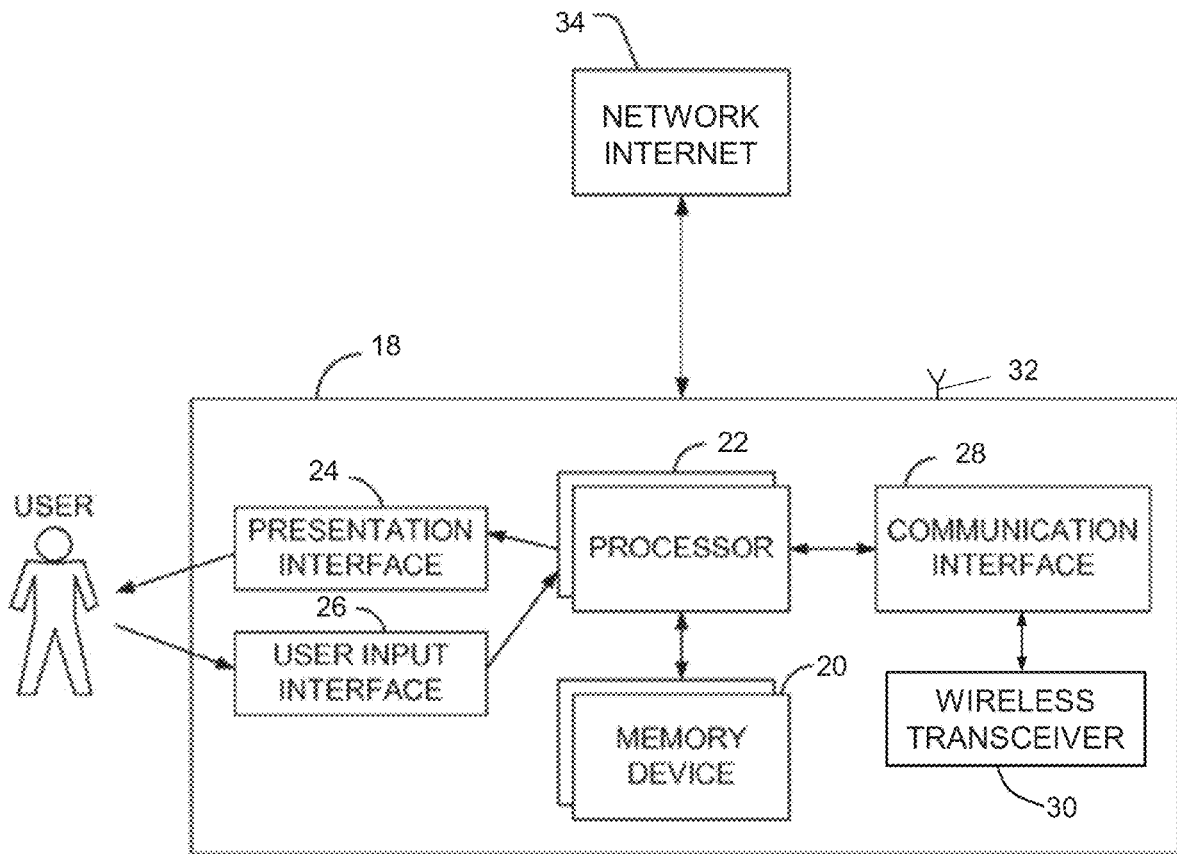 34
NETWORK
INTERNET
18
32
22
28
24
USER
PRESENTATION
INTERFACE
PROCESSOR
COMMUNICATION
INTERFACE
26
USER INPUT
INTERFACE
20
MEMORY
DEVICE
WIRELESS
TRANSCEIVER
30